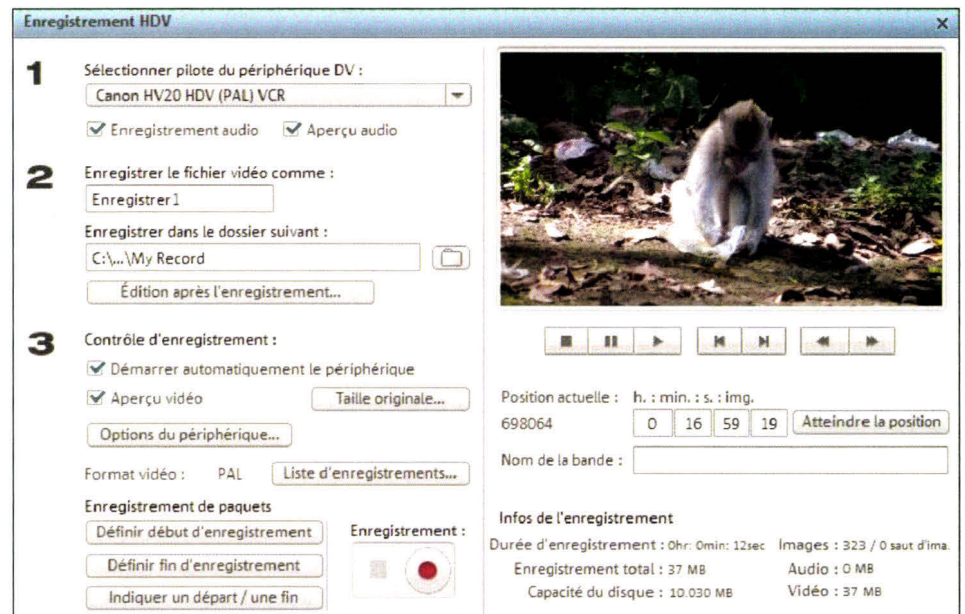 Enregistrement HDV
1
Sélectionner pilote du périphérique DV :
Canon HV20 HDV (PAL) VCR
Enregistrement audio
Aperçu audio
2
Enregistrer le fichier vidéo comme :
Enregistrer1
Enregistrer dans le dossier suivant :
C:\...\My Record
Édition après l'enregistrement...
3
Contrôle d'enregistrement :
Démarrer automatiquement le périphérique
Aperçu vidéo
Taille originale...
Options du périphérique...
Format vidéo : PAL
Liste d'enregistrements...
Enregistrement de paquets
Définir début d'enregistrement
Définir fin d'enregistrement
Indiquer un départ / une fin
Enregistrement :
Position actuelle : h. : min. : s. : img.
698064 0 16 59 19 Atteindre la position
Nom de la bande :
Infos de l'enregistrement
Durée d'enregistrement : 0hr: 0min: 12sec Images : 323 / 0 saut d'ima.
Enregistrement total : 37 MB Audio : 0 MB
Capacité du disque : 10.030 MB Vidéo : 37 MB